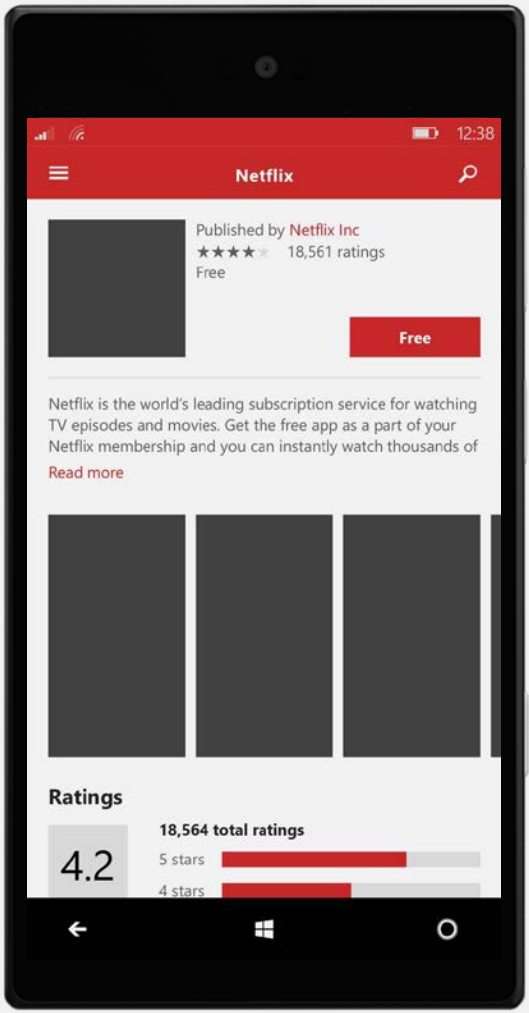 12:38
Netflix
Published by Netflix Inc
18,561 ratings
Free
Free
Netflix is the world's leading subscription service for watching
TV episodes and movies. Get the free app as a part of your
Netflix membership and you can instantly watch thousands of
Read more
Ratings
18,564 total ratings
4.2
5 stars
4 stars